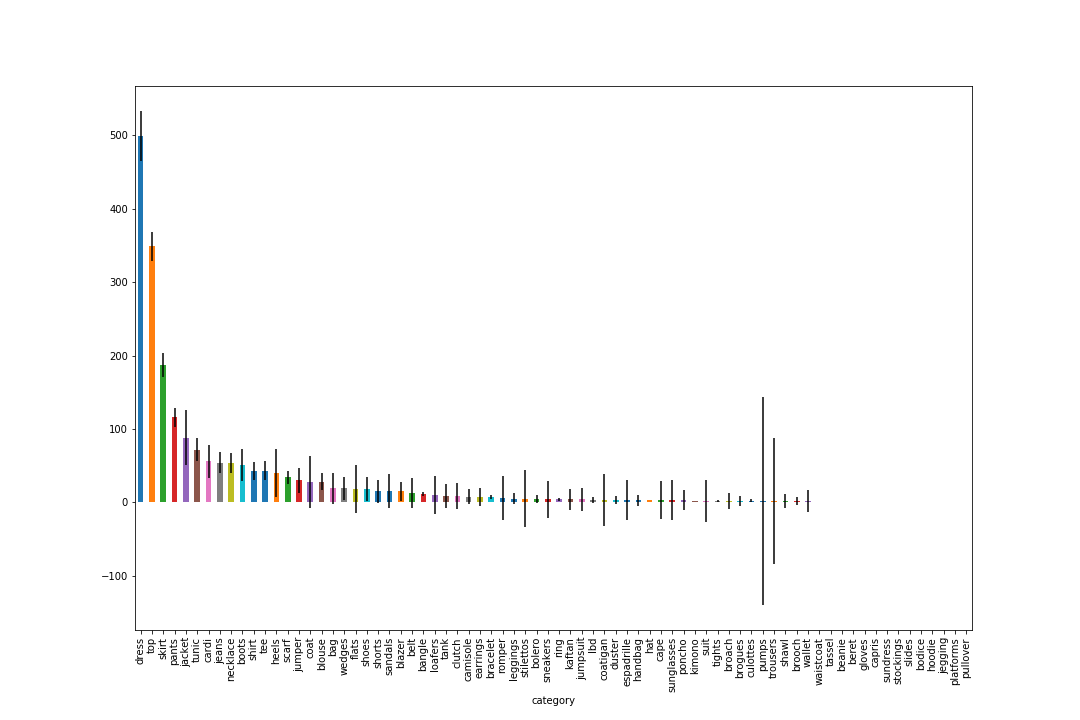 500
400
300
200
100
0
−100
dress
top
skirt
pants
jacket
tunic
cardi
jeans
necklace
boots
shirt
tee
heels
scarf
jumper
coat
blouse
bag
wedges
flats
shoes
shorts
sandals
blazer
belt
bangle
loafers
tank
clutch
camisole
earrings
bracelet
romper
leggings
stilettos
bolero
sneakers
ring
kaftan
jumpsuit
lbd
coatigan
duster
espadrille
handbag
hat
cape
sunglasses
poncho
kimono
suit
tights
broach
brogues
culottes
pumps
trousers
shawl
brooch
wallet
waistcoat
tassel
beanie
beret
gloves
capris
sundress
stockings
slides
bodice
hoodie
jegging
platforms
pullover
category